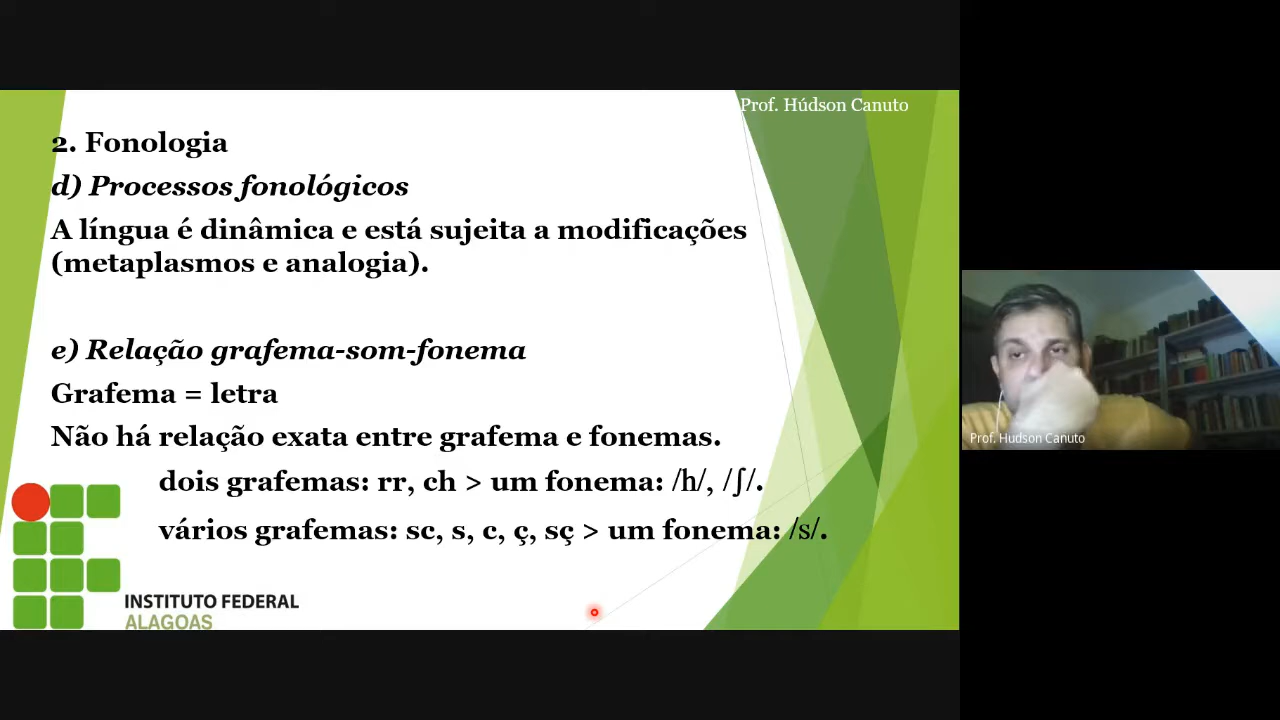 Prof. Húdson Canuto
2. Fonologia
d) Processos fonológicos
A língua é dinâmica e está sujeita a modificações
(metaplasmos e analogia).
e) Relação grafema-som-fonema
Grafema = letra
Não há relação exata entre grafema e fonemas.
dois grafemas: rr, ch > um fonema: /h/, /ʃ/.
vários grafemas: sc, s, c, ç, sç > um fonema: /s/.
INSTITUTO FEDERAL
ALAGOAS
Prof. Hudson Canuto